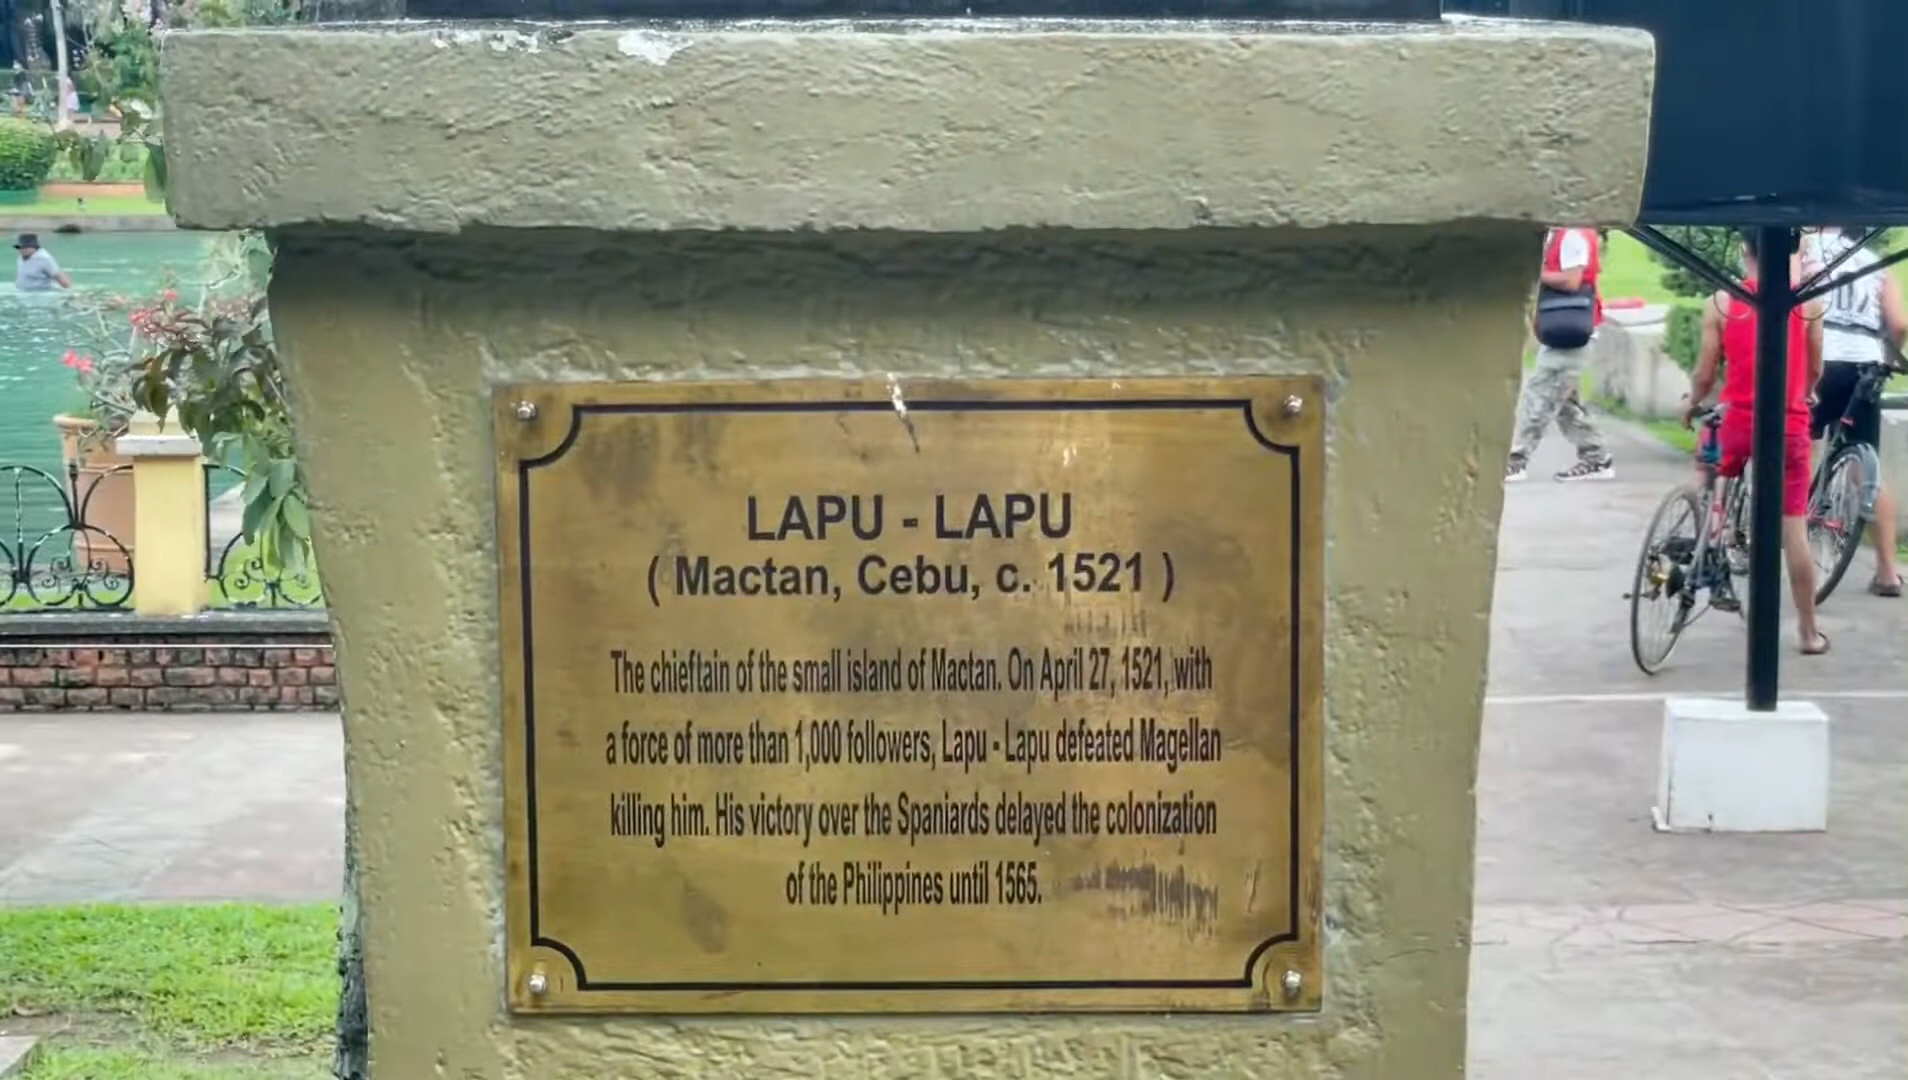 LAPU - LAPU
( Mactan, Cebu, c. 1521 )
The chieftain of the small island of Mactan. On April 27, 1521, with
a force of more than 1,000 followers, Lapu - Lapu defeated Magellan
killing him. His victory over the Spaniards delayed the colonization
of the Philippines until 1565.